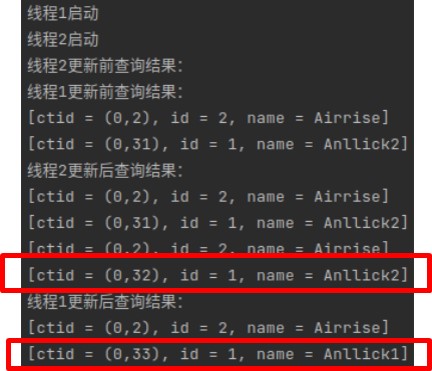 线程1启动
线程2启动
线程2更新前查询结果：
线程1更新前查询结果：
[ctid = (0,2), id = 2, name = Airrise]
[ctid = (0,31), id = 1, name = Anllick2]
线程2更新后查询结果：
[ctid = (0,2), id = 2, name = Airrise]
[ctid = (0,31), id = 1, name = Anllick2]
[ctid = (0,2), id = 2, name = Airrise]
[ctid = (0,32), id = 1, name = Anllick2]
线程1更新后查询结果：
[ctid = (0,2), id = 2, name = Airrise]
[ctid = (0,33), id = 1, name = Anllick1]